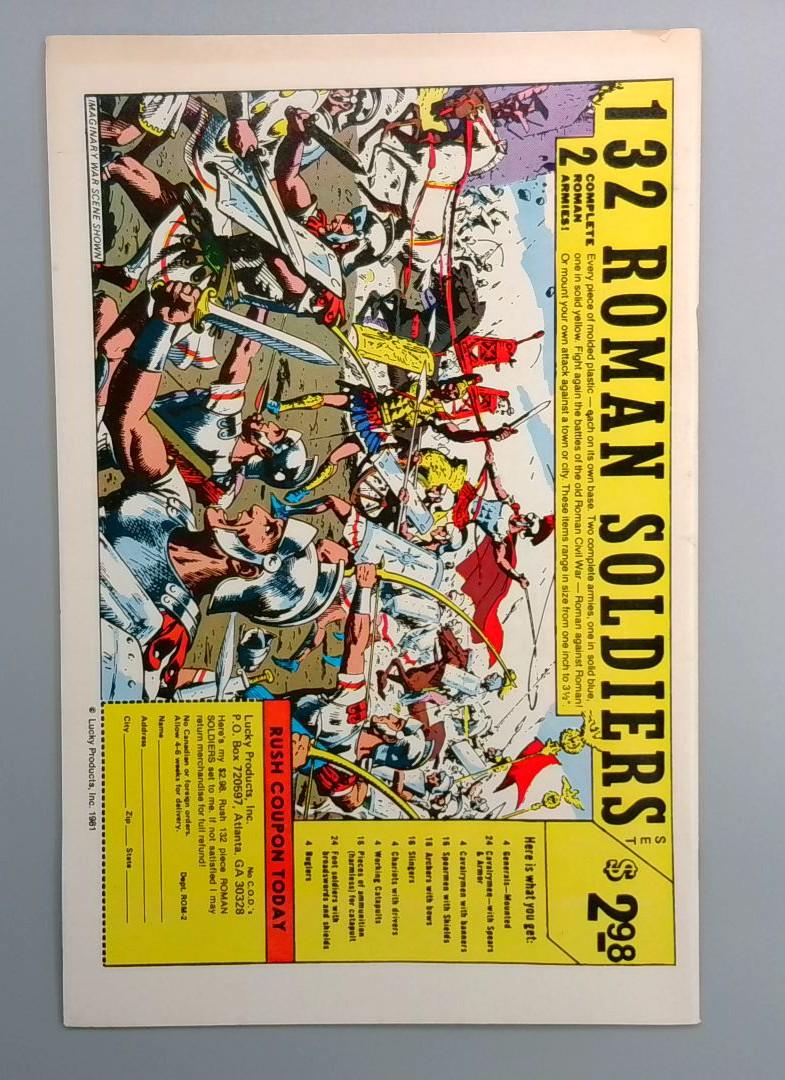 132 ROMAN SOLDIERS
SET
$2.98
2 COMPLETE
ROMAN
ARMIES!
Every piece of molded plastic — each on its own base. Two complete armies, one in solid blue,
one in solid yellow. Fight again the battles of the old Roman Civil War — Roman against Roman!
Or mount your own attack against a town or city. These items range in size from one inch to 3½".
Here is what you get:
4 Generals—Mounted
24 Cavalrymen—with Spears
& Armor
4 Cavalrymen with banners
16 Spearmen with Shields
16 Archers with bows
16 Slingers
4 Chariots with drivers
4 Working Catapults
16 Pieces of ammunition
(harmless) for catapult
24 Foot soldiers with
broadswords and shields
4 Buglers
RUSH COUPON TODAY
Lucky Products, Inc. No C.O.D.'s
P.O. Box 720597, Atlanta, GA 30328
Here's my $2.98. Rush 132 piece ROMAN
SOLDIERS set to me. If not satisfied I may
return merchandise for full refund!
No Canadian or foreign orders.
Allow 4-6 weeks for delivery. Dept. ROM-2
Name
Address
City Zip State
IMAGINARY WAR SCENE SHOWN
© Lucky Products, Inc. 1981